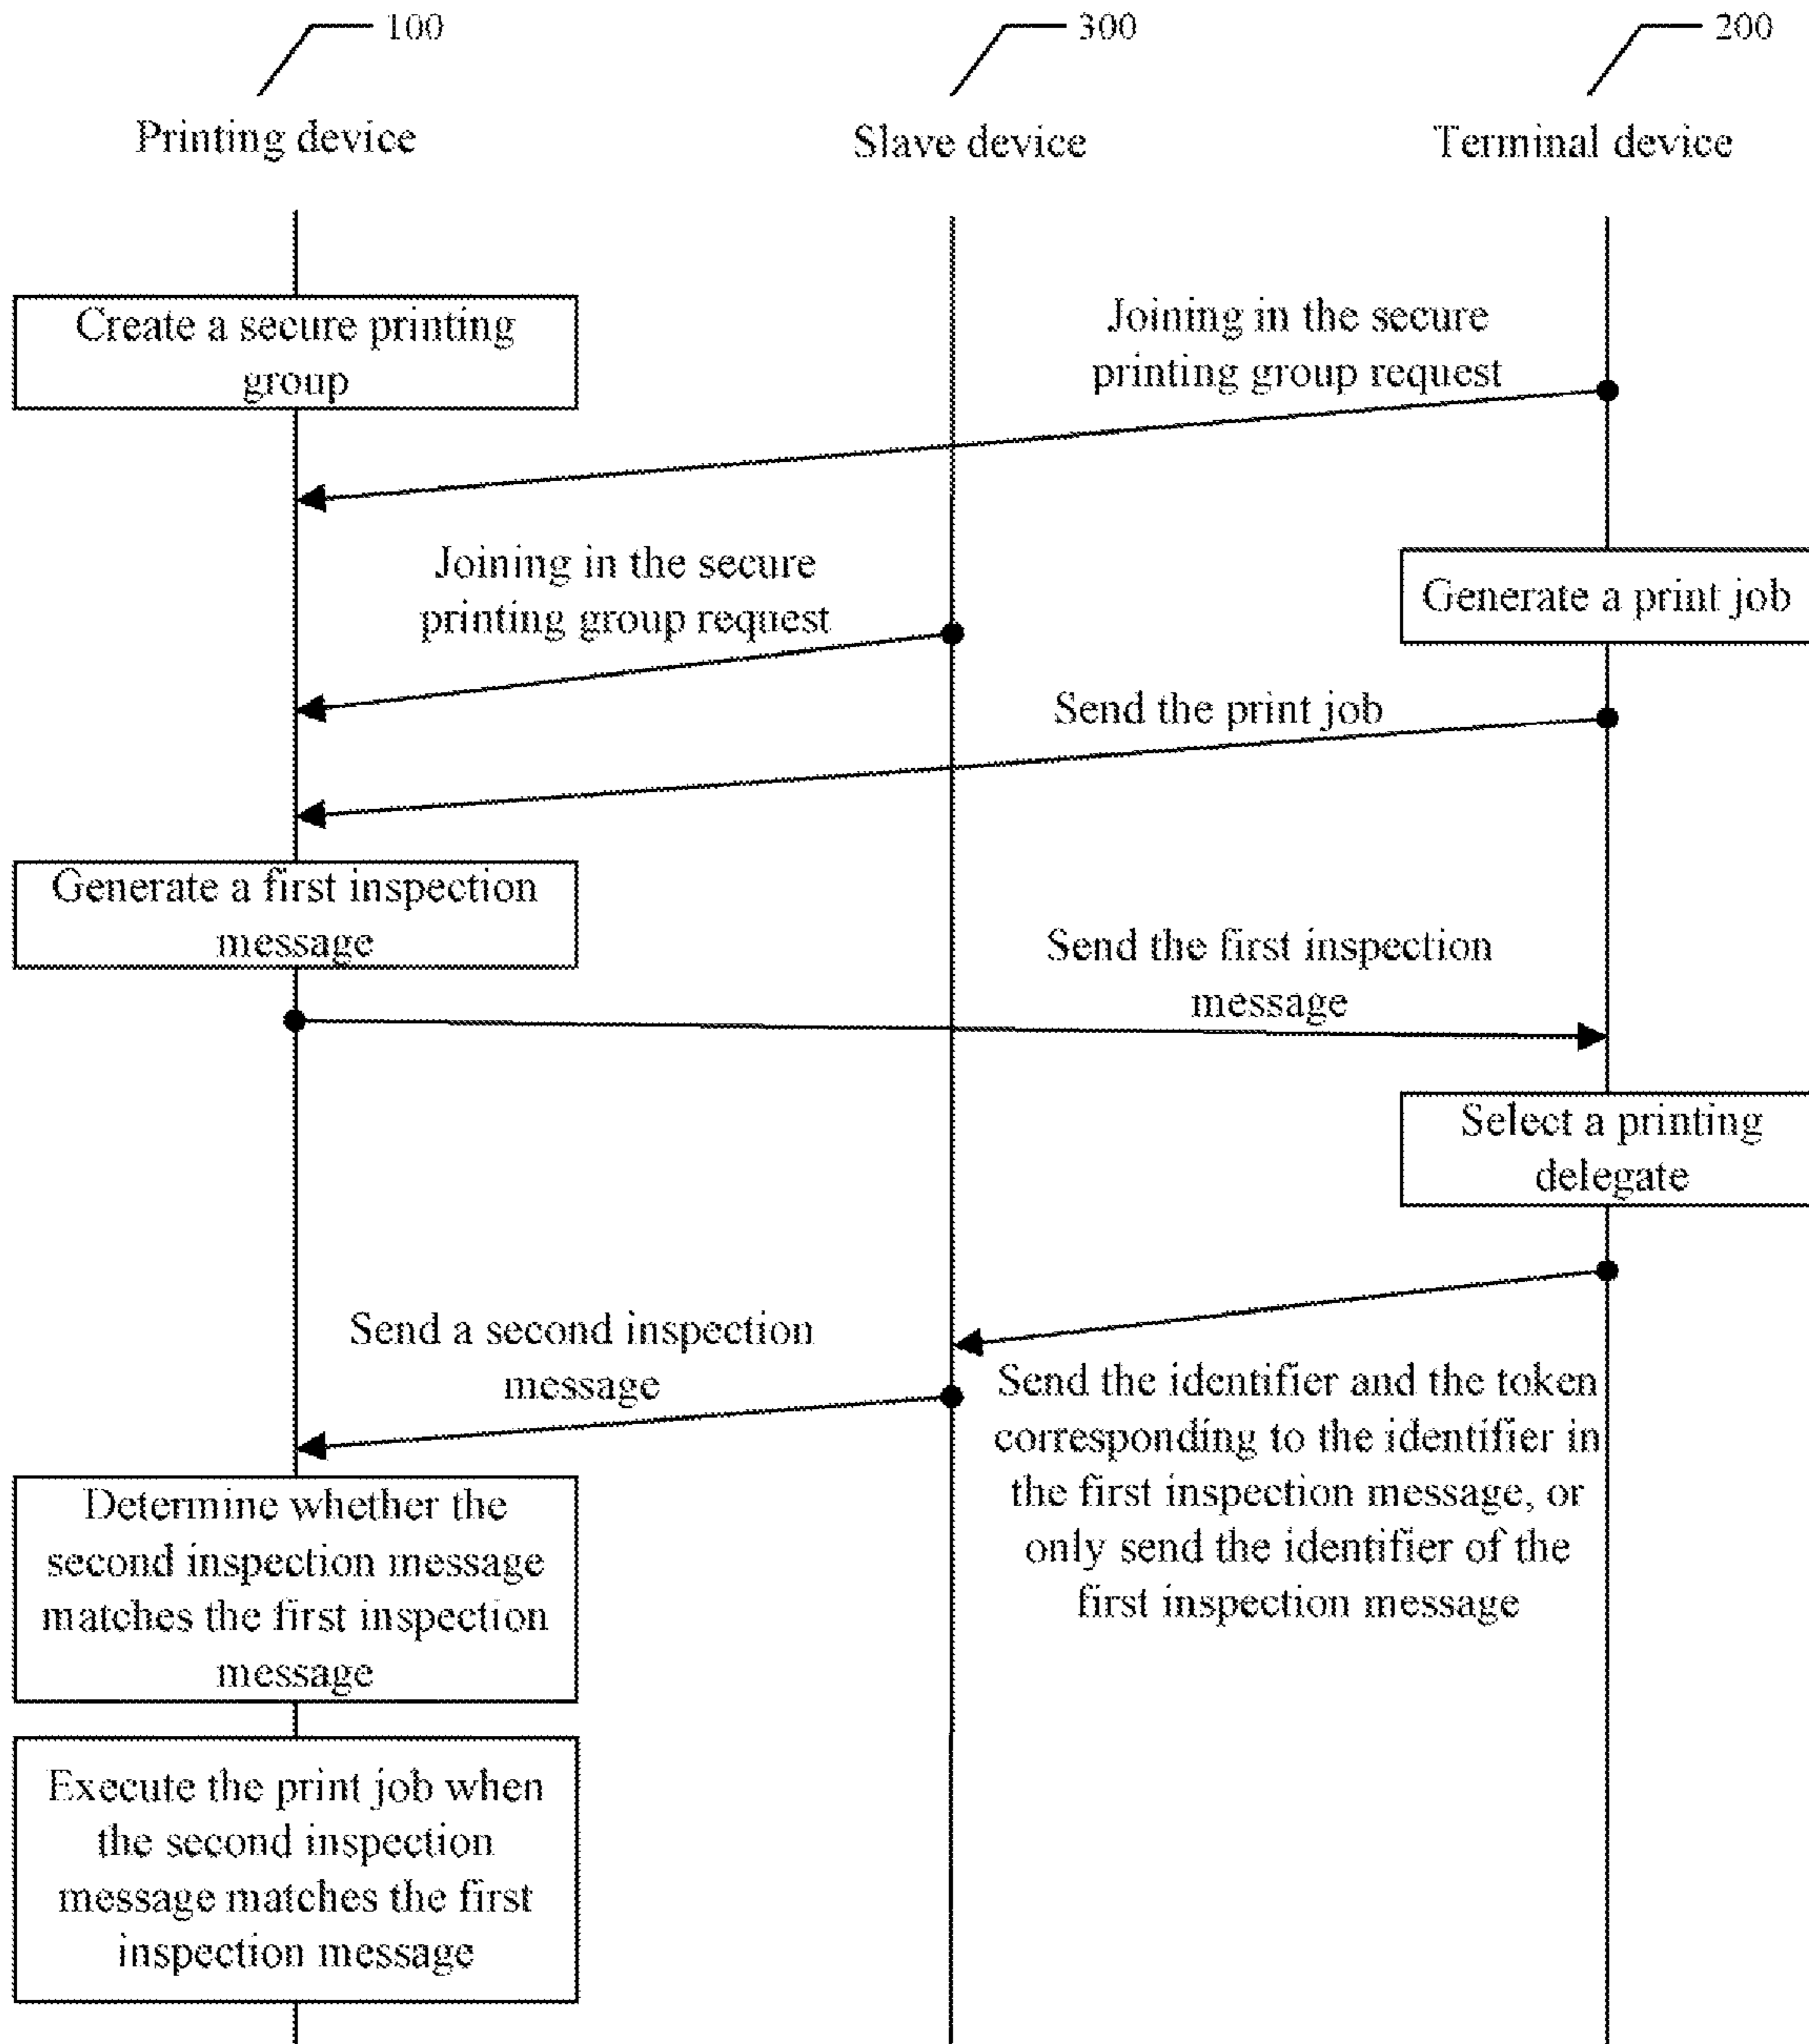 100
300
200
Printing device
Slave device
Terminal device
Create a secure printing
group
Joining in the secure
printing group request
Joining in the secure
printing group request
Generate a print job
Send the print job
Generate a first inspection
message
Send the first inspection
message
Select a printing
delegate
Send a second inspection
message
Send the identifier and the token
corresponding to the identifier in
the first inspection message, or
only send the identifier of the
first inspection message
Determine whether the
second inspection message
matches the first inspection
message
Execute the print job when
the second inspection
message matches the first
inspection message